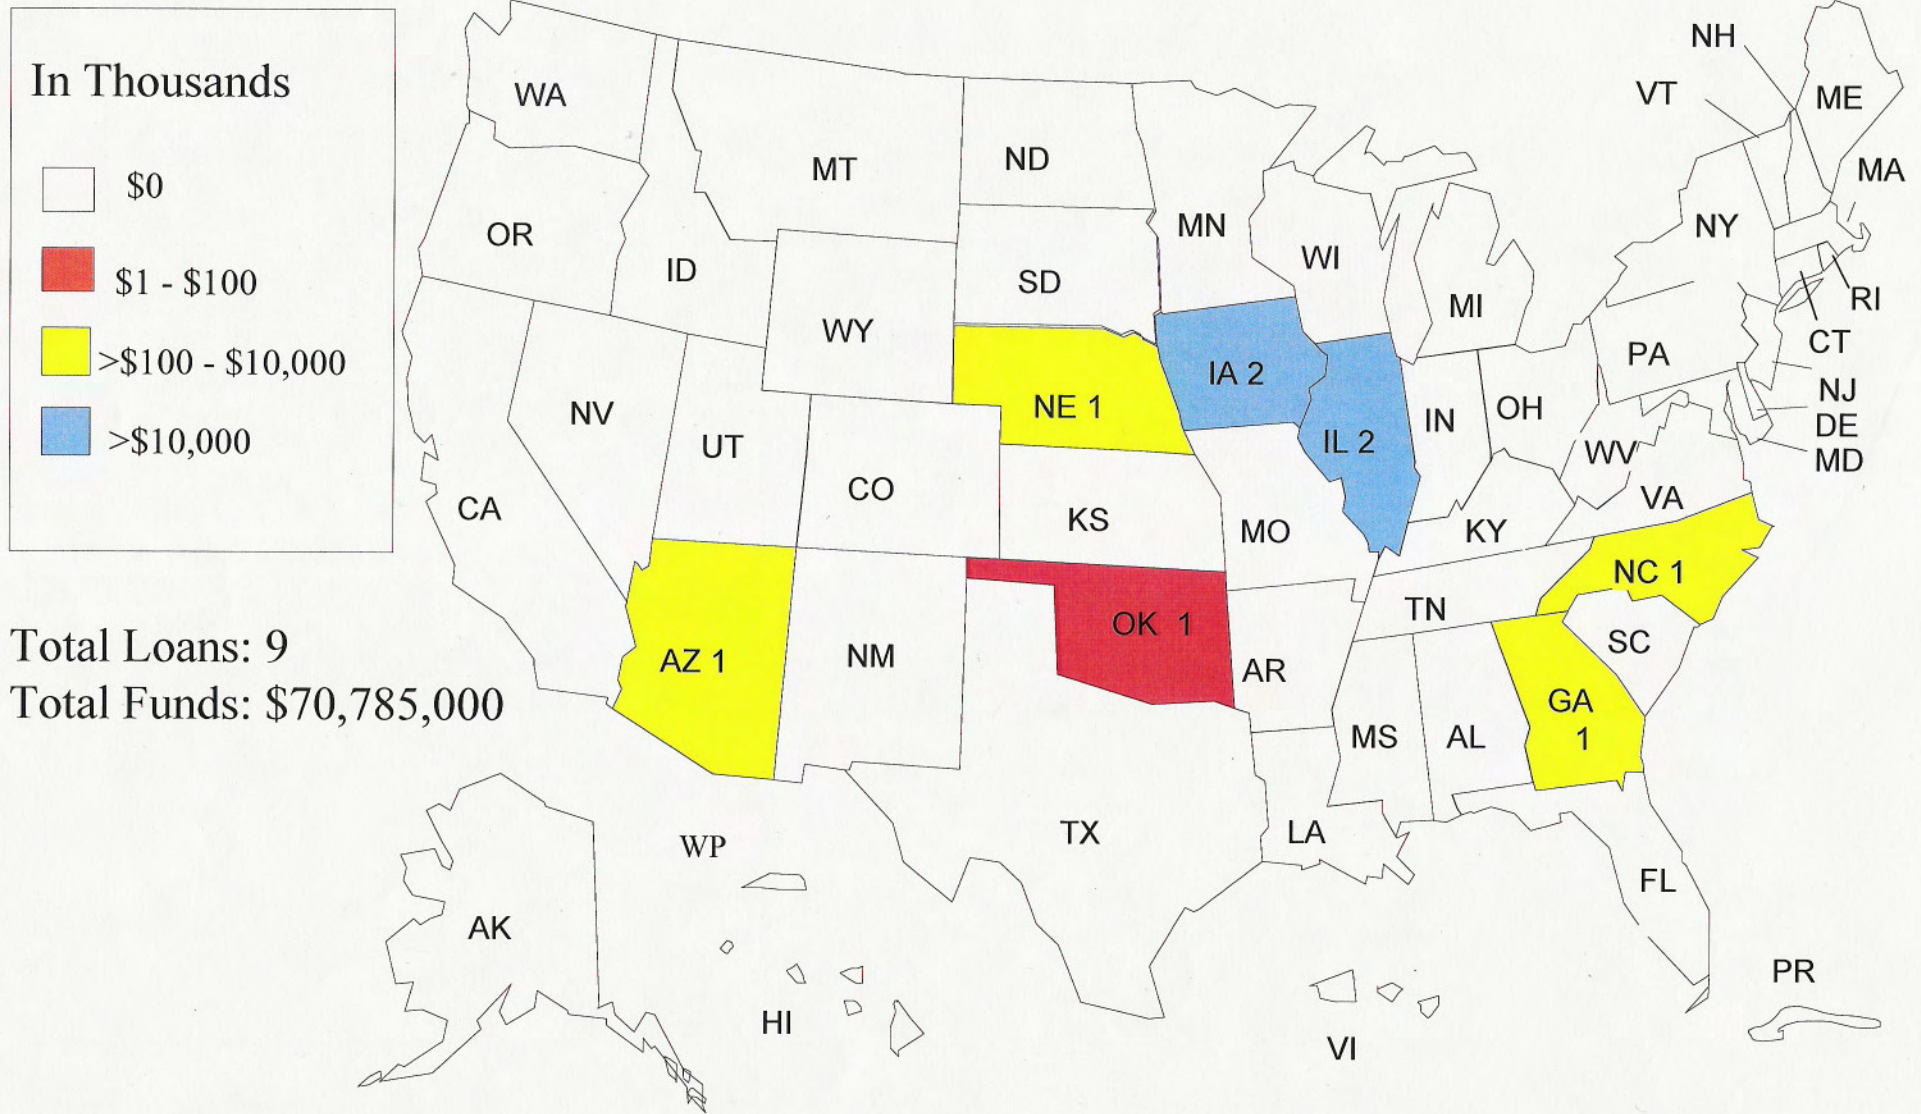 In Thousands
$0
$1 - $100
>$100 - $10,000
>$10,000
Total Loans: 9
Total Funds: $70,785,000
NH
VT
ME
WA
MA
MT
ND
NY
MN
OR
WI
ID
SD
RI
MI
WY
CT
PA
IA 2
NJ
NE 1
OH
NV
IN
DE
IL 2
UT
WV
MD
CO
VA
CA
KS
MO
KY
NC 1
TN
OK 1
SC
NM
AZ 1
AR
GA
1
MS
AL
TX
LA
WP
FL
AK
PR
HI
VI